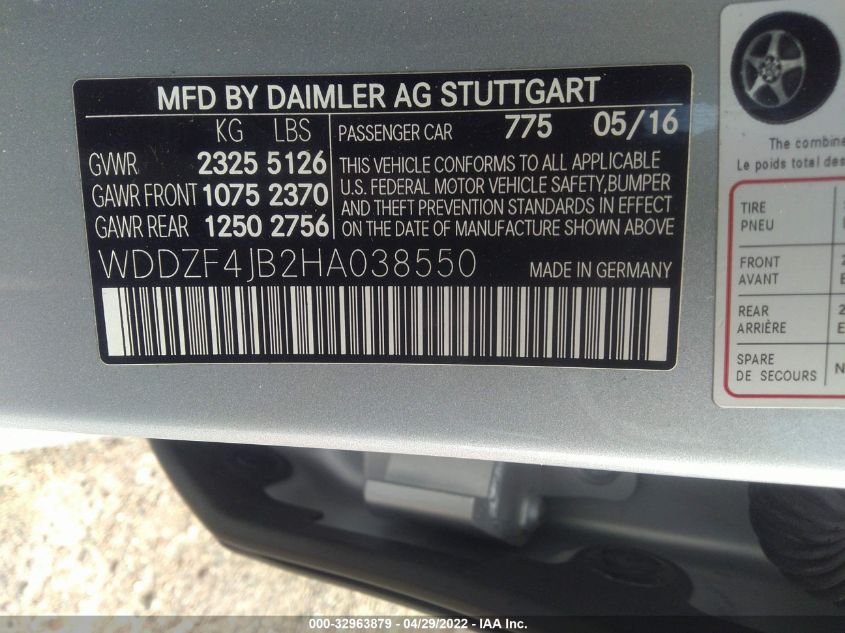 MFD BY DAIMLER AG STUTTGART
KG LBS
GVWR 2325 5126
GAWR FRONT 1075 2370
GAWR REAR 1250 2756
PASSENGER CAR 775 05/16
THIS VEHICLE CONFORMS TO ALL APPLICABLE
U.S. FEDERAL MOTOR VEHICLE SAFETY,BUMPER
AND THEFT PREVENTION STANDARDS IN EFFECT
ON THE DATE OF MANUFACTURE SHOWN ABOVE
WDDZF4JB2HA038550
MADE IN GERMANY
The combine
Le poids total des
TIRE
PNEU
FRONT
AVANT
REAR
ARRIÈRE
SPARE
DE SECOURS
000-32963879 - 04/29/2022 - IAA Inc.